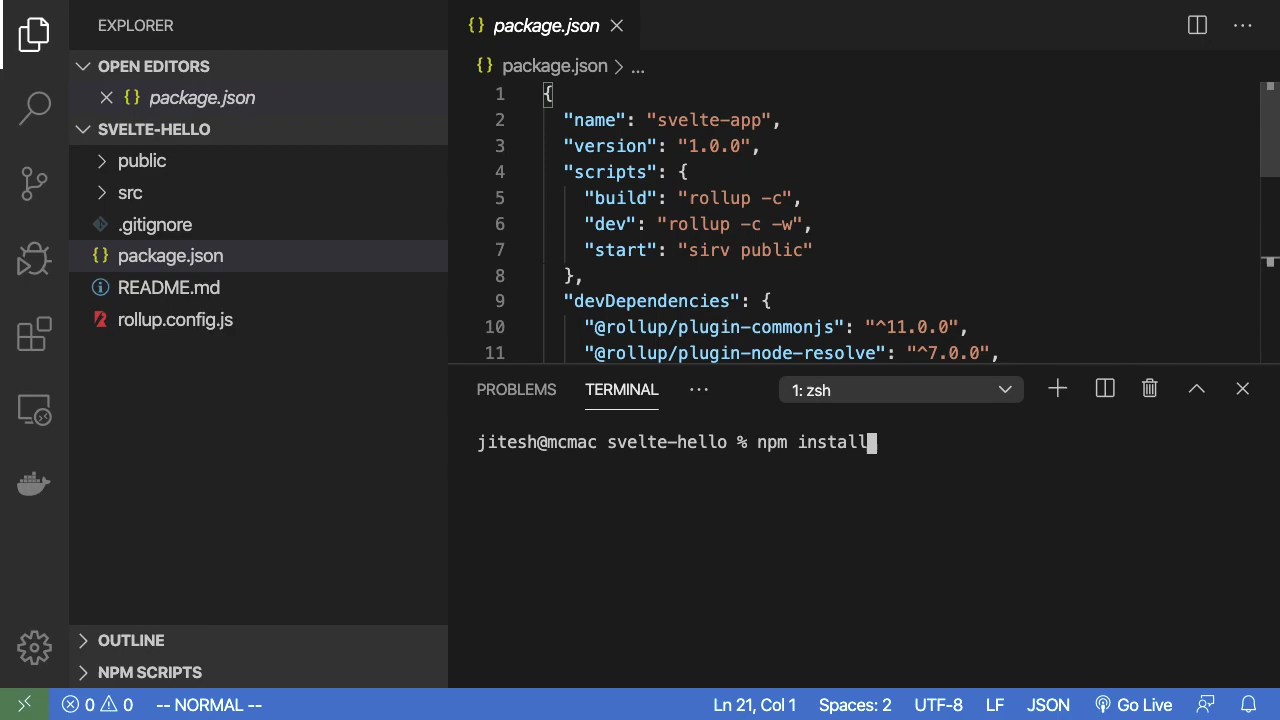 EXPLORER
OPEN EDITORS
package.json
SVELTE-HELLO
public
src
.gitignore
package.json
README.md
rollup.config.js
OUTLINE
NPM SCRIPTS
{} package.json
{} package.json > ...
1 {
2 "name": "svelte-app",
3 "version": "1.0.0",
4 "scripts": {
5 "build": "rollup -c",
6 "dev": "rollup -c -w",
7 "start": "sirv public"
8 },
9 "devDependencies": {
10 "@rollup/plugin-commonjs": "^11.0.0",
11 "@rollup/plugin-node-resolve": "^7.0.0",
PROBLEMS TERMINAL ... 1: zsh
jitesh@mcmac svelte-hello % npm install
0 0 -- NORMAL -- Ln 21, Col 1 Spaces: 2 UTF-8 LF JSON Go Live